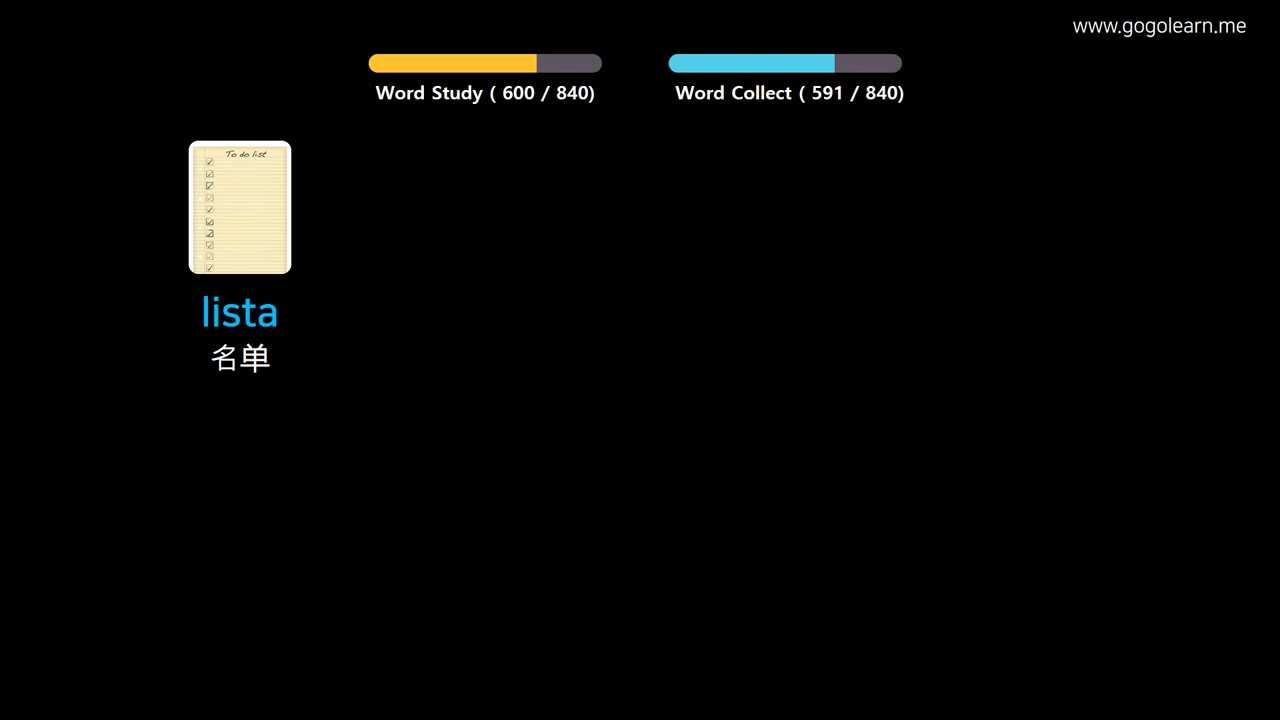 www.gogolearn.me
Word Study ( 600 / 840)
Word Collect ( 591 / 840)
To do list
lista
名单